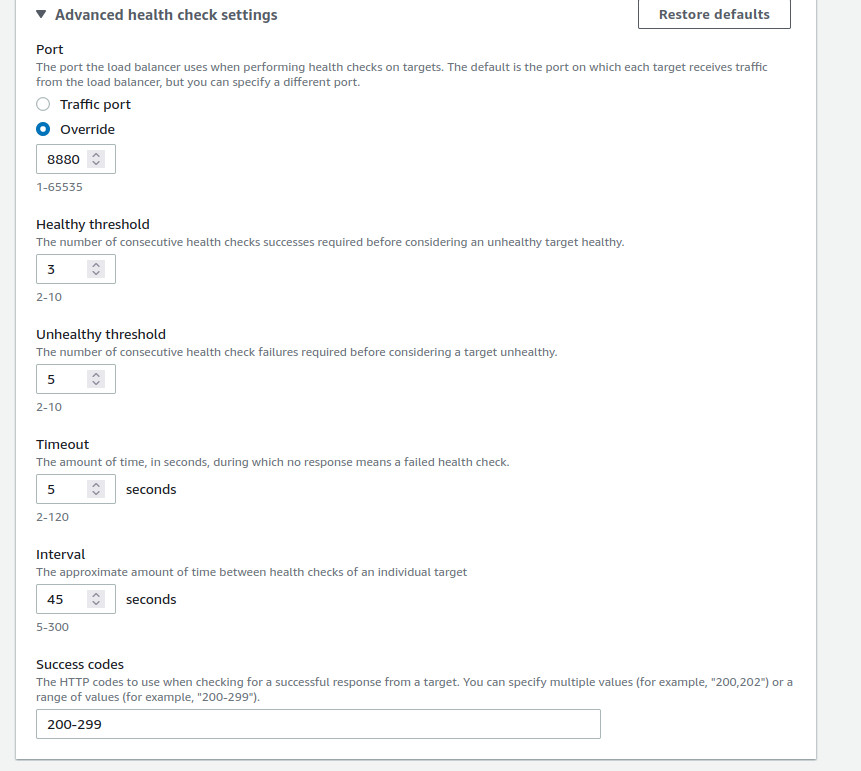 Advanced health check settings
Restore defaults
Port
The port the load balancer uses when performing health checks on targets. The default is the port on which each target receives traffic
from the load balancer, but you can specify a different port.
Traffic port
Override
8880
1-65535
Healthy threshold
The number of consecutive health checks successes required before considering an unhealthy target healthy.
3
2-10
Unhealthy threshold
The number of consecutive health check failures required before considering a target unhealthy.
5
2-10
Timeout
The amount of time, in seconds, during which no response means a failed health check.
5 seconds
2-120
Interval
The approximate amount of time between health checks of an individual target
45 seconds
5-300
Success codes
The HTTP codes to use when checking for a successful response from a target. You can specify multiple values (for example, "200,202") or a
range of values (for example, "200-299").
200-299